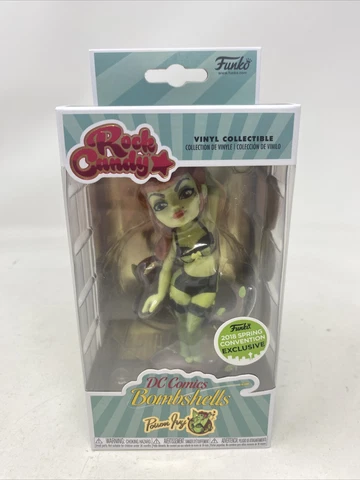 Funko
Rock
Candy
VINYL COLLECTIBLE
COLLECTION DE VINYLE | COLECCIÓN DE VINILO
Funko
2018 SPRING
CONVENTION
EXCLUSIVE
DC Comics
Bombshells
Poison Ivy
WARNING: